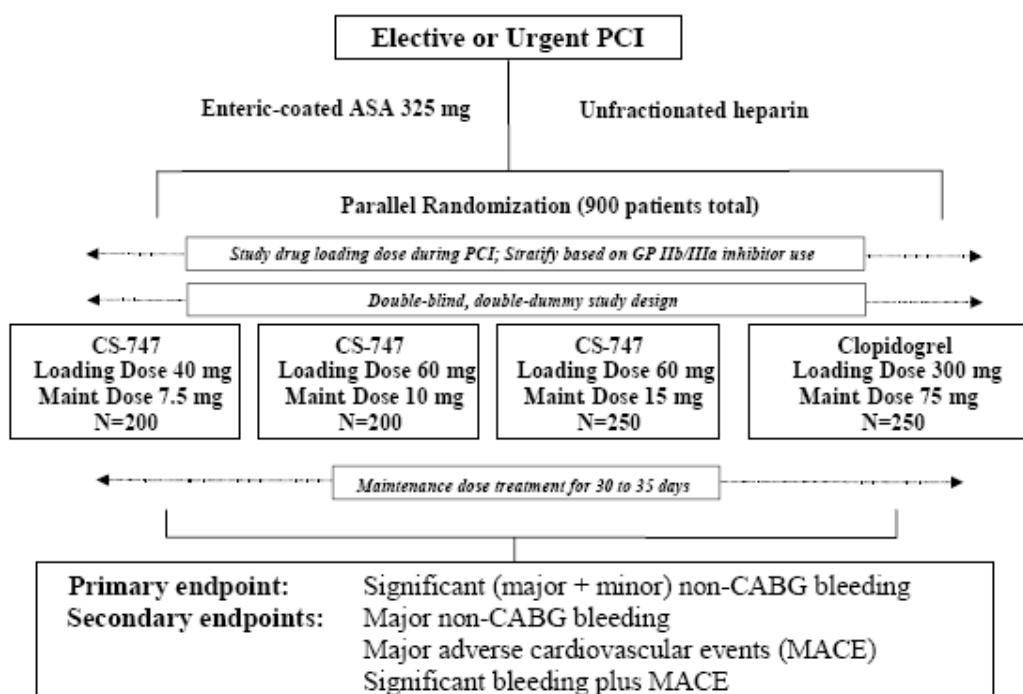 Elective or Urgent PCI
Enteric-coated ASA 325 mg
Unfractionated heparin
Parallel Randomization (900 patients total)
Study drug loading dose during PCI; Stratify based on GP IIb/IIIa inhibitor use
Double-blind, double-dummy study design
CS-747
Loading Dose 40 mg
Maint Dose 7.5 mg
N=200
CS-747
Loading Dose 60 mg
Maint Dose 10 mg
N=200
CS-747
Loading Dose 60 mg
Maint Dose 15 mg
N=250
Clopidogrel
Loading Dose 300 mg
Maint Dose 75 mg
N=250
Maintenance dose treatment for 30 to 35 days
Primary endpoint: Significant (major + minor) non-CABG bleeding
Secondary endpoints: Major non-CABG bleeding
Major adverse cardiovascular events (MACE)
Significant bleeding plus MACE